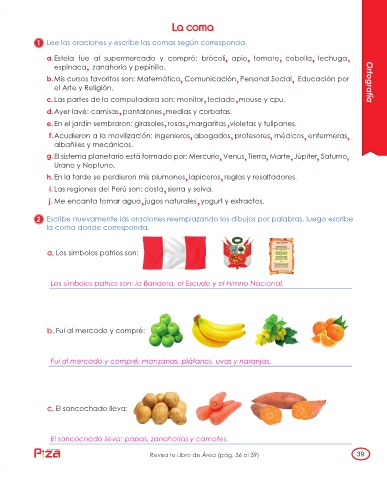 La coma
1 Lee las oraciones y escribe las comas según corresponda.
a. Estela fue al supermercado y compró: brócoli, apio, tomate, cebolla, lechuga,
espinaca, zanahoria y pepinillo.
b. Mis cursos favoritos son: Matemática, Comunicación, Personal Social, Educación por
el Arte y Religión.
c. Las partes de la computadora son: monitor, teclado, mouse y cpu.
d. Ayer lavé: camisas, pantalones, medias y corbatas.
e. En el jardín sembraron: girasoles, rosas, margaritas, violetas y tulipanes.
f. Acudieron a la movilización: ingenieros, abogados, profesores, médicos, enfermeras,
albañiles y mecánicos.
g. El sistema planetario está formado por: Mercurio, Venus, Tierra, Marte, Júpiter, Saturno,
Urano y Neptuno.
h. En la tarde se perdieron mis plumones, lapiceros, reglas y resaltadores.
i. Las regiones del Perú son: costa, sierra y selva.
j. Me encanta tomar agua, jugos naturales, yogurt y extractos.
Ortografía
2 Escribe nuevamente las oraciones reemplazando los dibujos por palabras, luego escribe
la coma donde corresponda.
a. Los símbolos patrios son:
Los símbolos patrios son: la Bandera, el Escudo y el Himno Nacional.
b. Fui al mercado y compré:
Fui al mercado y compré: manzanas, plátanos, uvas y naranjas.
c. El sancochado lleva:
El sancochado lleva: papas, zanahorias y camotes.
Revisa tu Libro de Área (pág. 36 al 39)
39